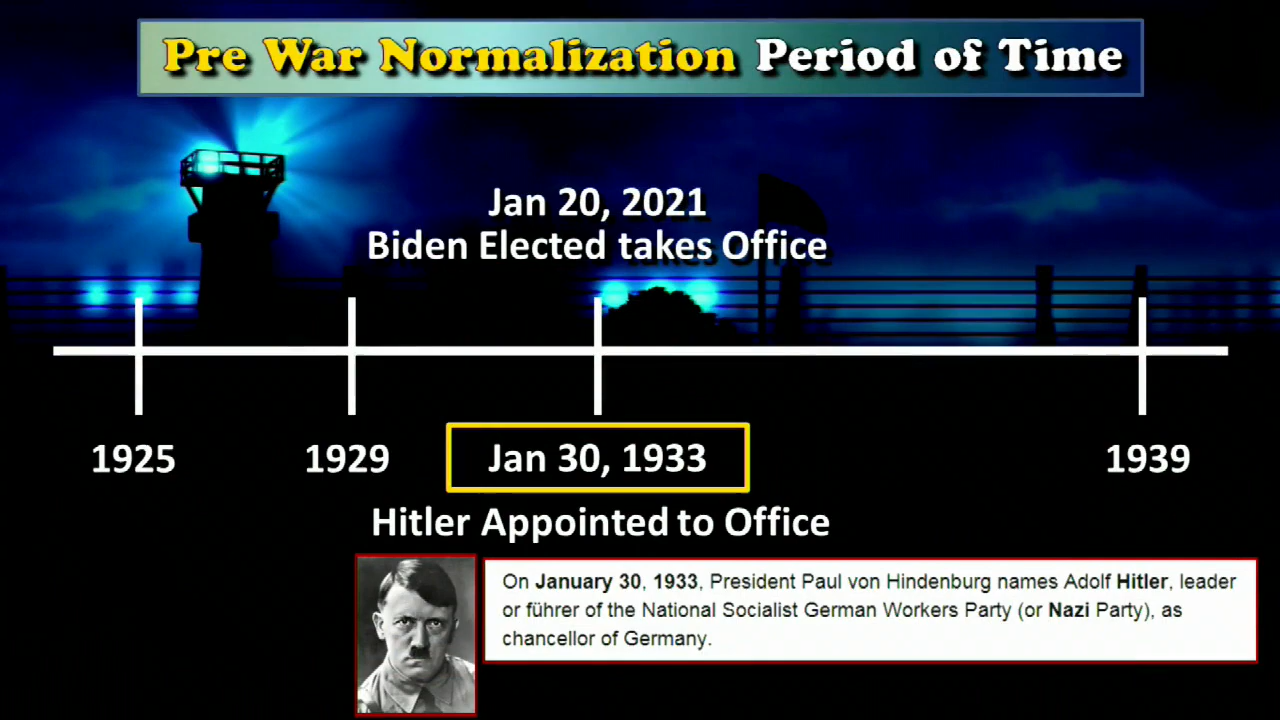 Pre War Normalization Period of Time
Jan 20, 2021
Biden Elected takes Office
1925
1929
Jan 30, 1933
1939
Hitler Appointed to Office
On January 30, 1933, President Paul von Hindenburg names Adolf Hitler, leader
or führer of the National Socialist German Workers Party (or Nazi Party), as
chancellor of Germany.